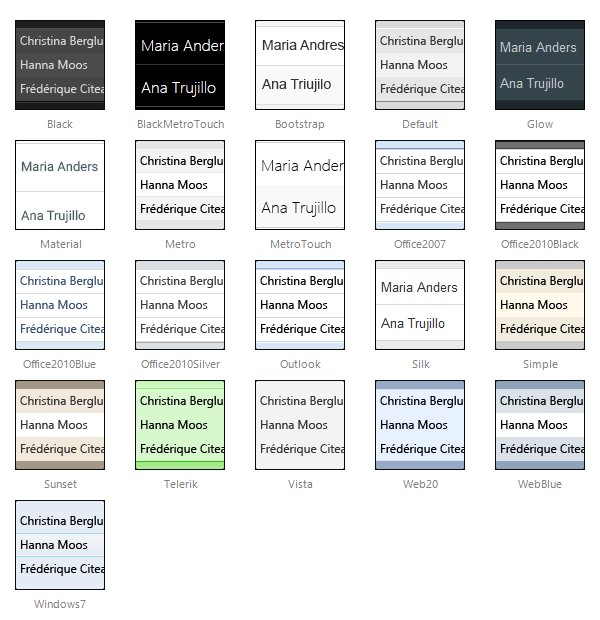 Christina Berglu
Hanna Moos
Frédérique Citea
Black
Maria Ander
Ana Trujillo
BlackMetroTouch
Maria Andres
Ana Triujilo
Bootstrap
Christina Berglu
Hanna Moos
Frédérique Citea
Default
Maria Anders
Ana Trujillo
Glow
Maria Anders
Ana Trujillo
Material
Christina Berglu
Hanna Moos
Frédérique Citea
Metro
Maria Ander
Ana Trujillo
MetroTouch
Christina Berglu
Hanna Moos
Frédérique Citea
Office2007
Christina Berglu
Hanna Moos
Frédérique Citea
Office2010Black
Christina Berglu
Hanna Moos
Frédérique Citea
Office2010Blue
Christina Berglu
Hanna Moos
Frédérique Citea
Office2010Silver
Christina Berglu
Hanna Moos
Frédérique Citea
Outlook
Maria Anders
Ana Trujillo
Silk
Christina Berglu
Hanna Moos
Frédérique Citea
Simple
Christina Berglu
Hanna Moos
Frédérique Citea
Sunset
Christina Berglu
Hanna Moos
Frédérique Citea
Telerik
Christina Berglu
Hanna Moos
Frédérique Citea
Vista
Christina Berglu
Hanna Moos
Frédérique Citea
Web20
Christina Berglu
Hanna Moos
Frédérique Citea
WebBlue
Christina Berglu
Hanna Moos
Frédérique Citea
Windows7